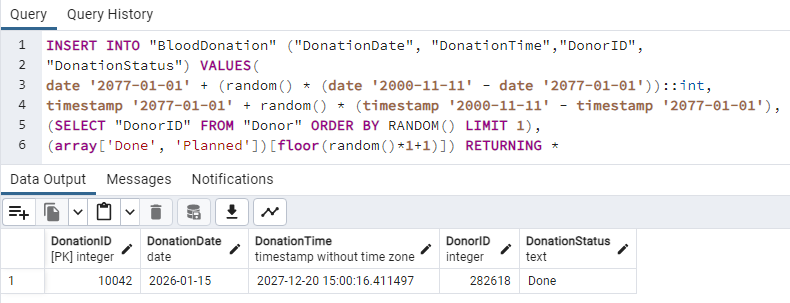 Query Query History
1 INSERT INTO "BloodDonation" ("DonationDate", "DonationTime","DonorID",
2 "DonationStatus") VALUES(
3 date '2077-01-01' + (random() * (date '2000-11-11' - date '2077-01-01'))::int,
4 timestamp '2077-01-01' + random() * (timestamp '2000-11-11' - timestamp '2077-01-01'),
5 (SELECT "DonorID" FROM "Donor" ORDER BY RANDOM() LIMIT 1),
6 (array['Done', 'Planned'])[floor(random()*1+1)]) RETURNING *
Data Output Messages Notifications
DonationID DonationDate DonationTime DonorID DonationStatus
[PK] integer date timestamp without time zone integer text
1 10042 2026-01-15 2027-12-20 15:00:16.411497 282618 Done